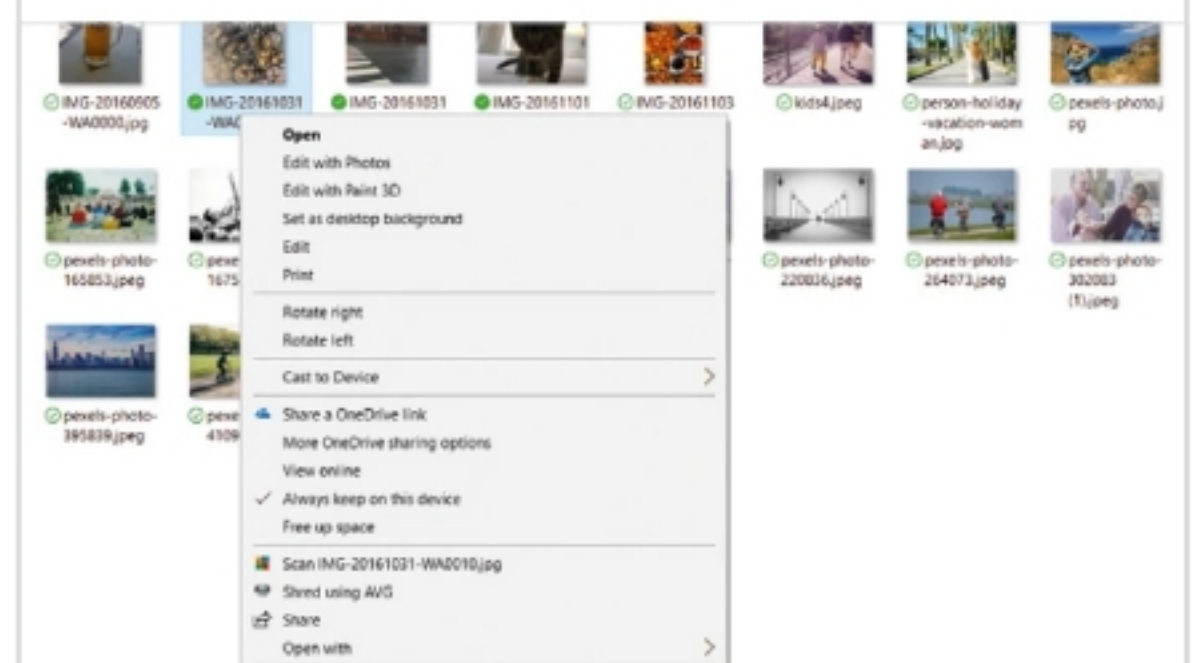 IMG-20160905
-WA0000.jpg
IMG-20161031
-WA0
IMG-20161031
IMG-20161101
IMG-20161103
kids4.jpeg
person-holiday
-vacation-wom
an.jpg
pexels-photo.j
pg
Open
Edit with Photos
Edit with Paint 3D
Set as desktop background
Edit
Print
Rotate right
Rotate left
Cast to Device
Share a OneDrive link
More OneDrive sharing options
View online
Always keep on this device
Free up space
Scan IMG-20161031-WA0010.jpg
Shred using AVG
Share
Open with
pexels-photo-
165853.jpeg
pexe
1675
pexels-photo-
220836.jpeg
pexels-photo-
264073.jpeg
pexels-photo-
302083
(1).jpeg
pexels-photo-
395839.jpeg
pexe
4109